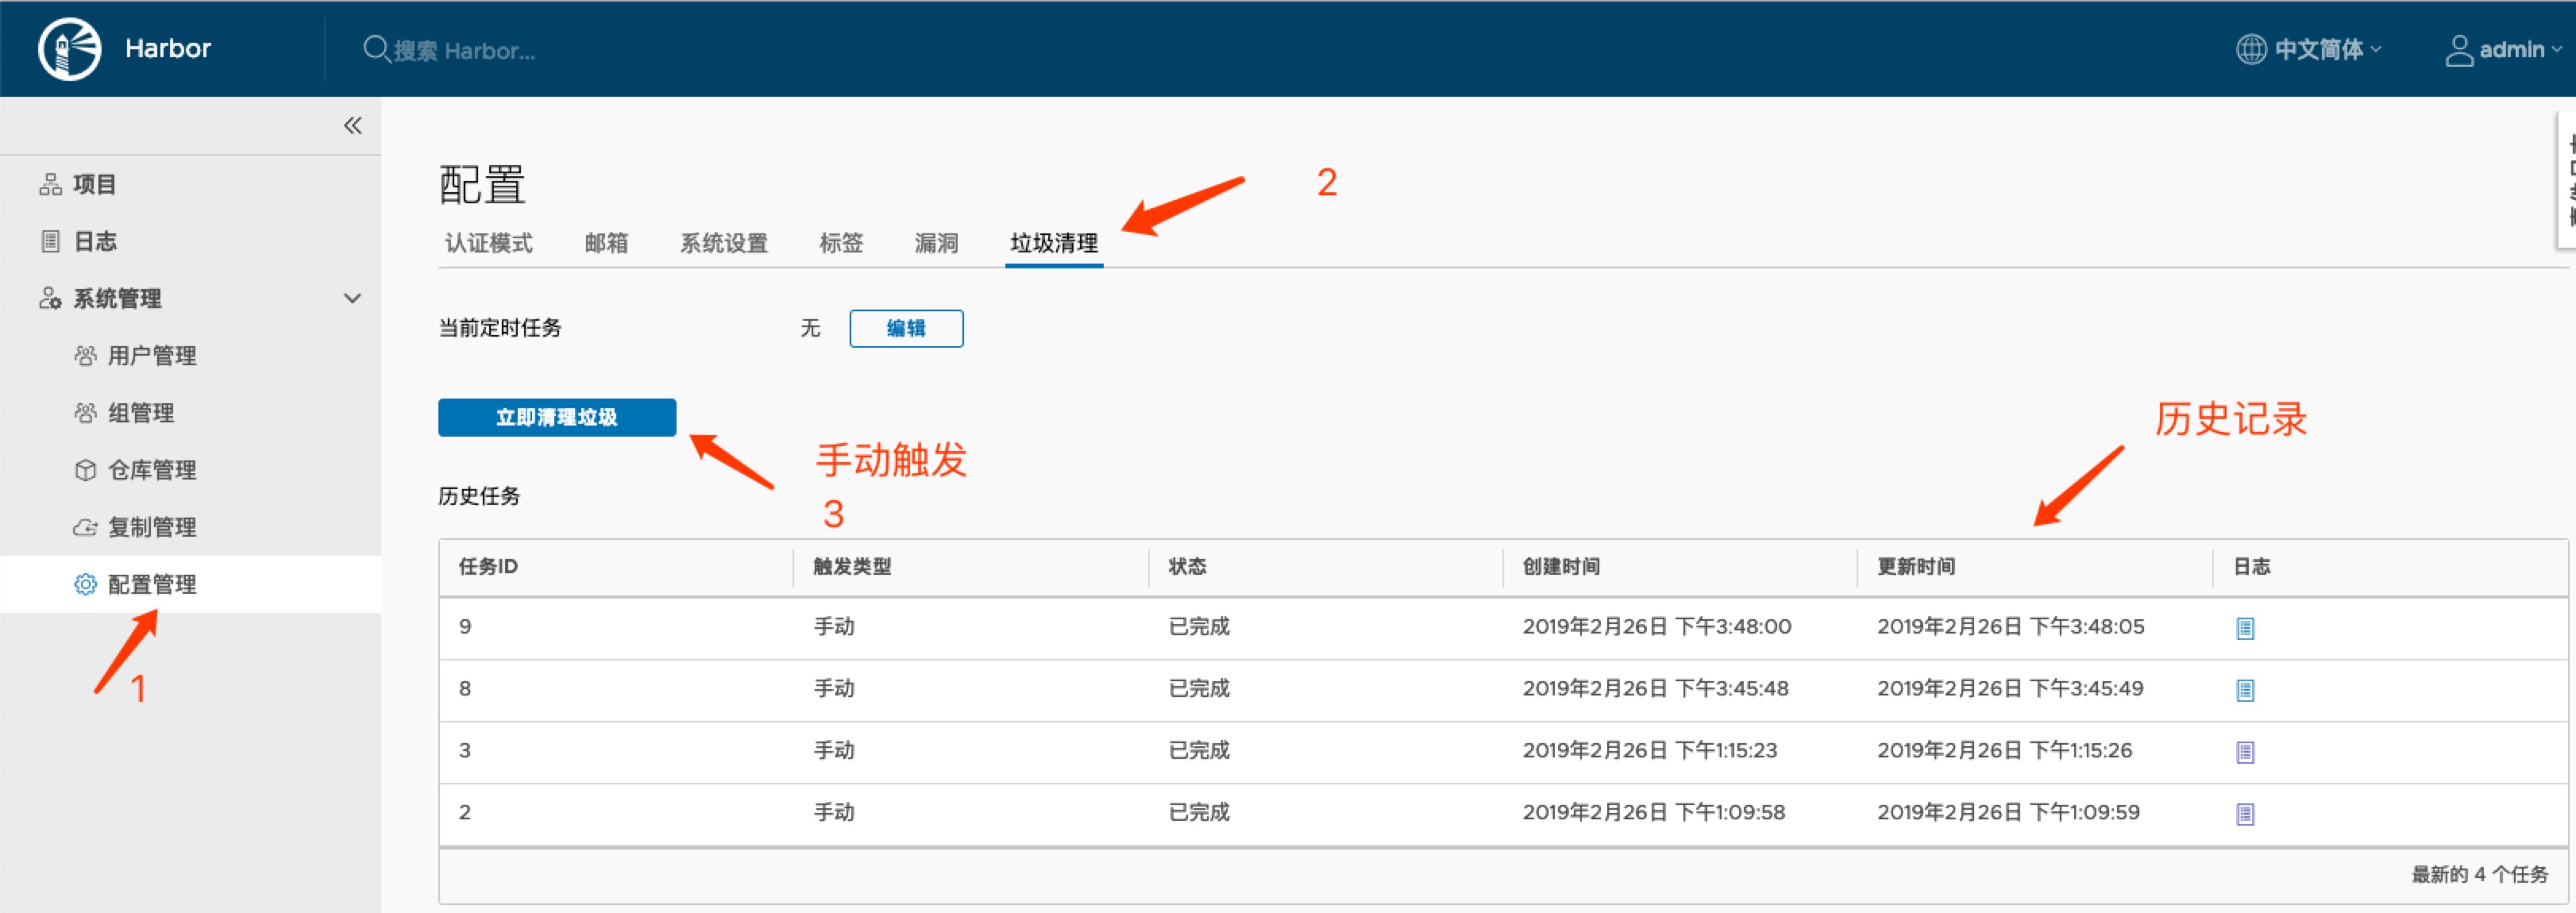 Harbor
搜索 Harbor...
中文简体
admin
项目
日志
系统管理
用户管理
组管理
仓库管理
复制管理
配置管理
1
配置
2
认证模式 邮箱 系统设置 标签 漏洞 垃圾清理
当前定时任务 无 编辑
立即清理垃圾
手动触发
3
历史记录
历史任务
任务ID 触发类型 状态 创建时间 更新时间 日志
9 手动 已完成 2019年2月26日 下午3:48:00 2019年2月26日 下午3:48:05
8 手动 已完成 2019年2月26日 下午3:45:48 2019年2月26日 下午3:45:49
3 手动 已完成 2019年2月26日 下午1:15:23 2019年2月26日 下午1:15:26
2 手动 已完成 2019年2月26日 下午1:09:58 2019年2月26日 下午1:09:59
最新的 4 个任务